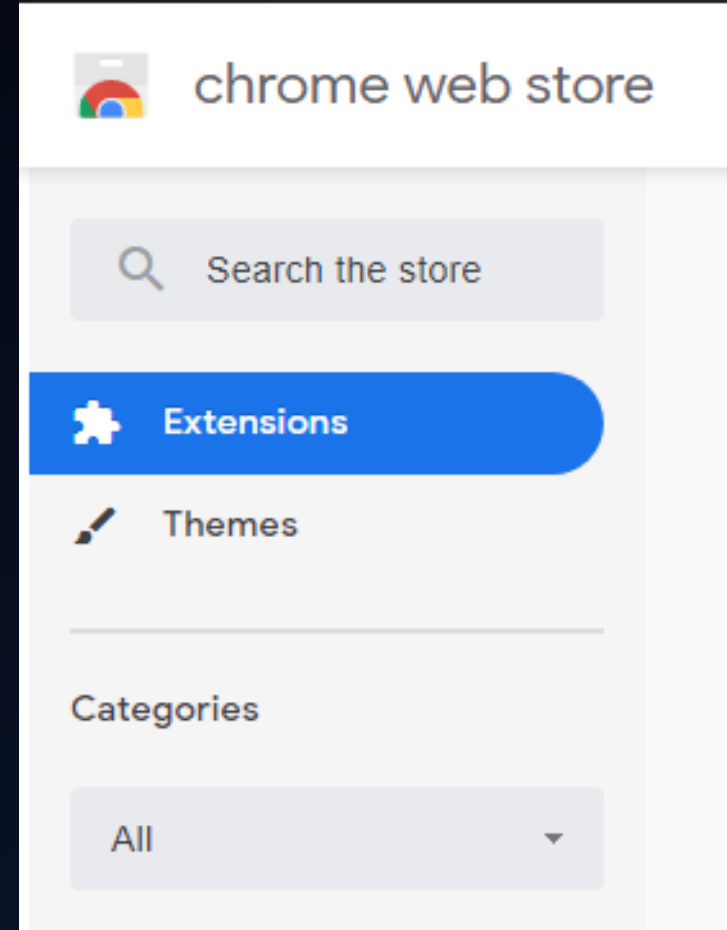 chrome web store
Search the store
Extensions
Themes
Categories
All